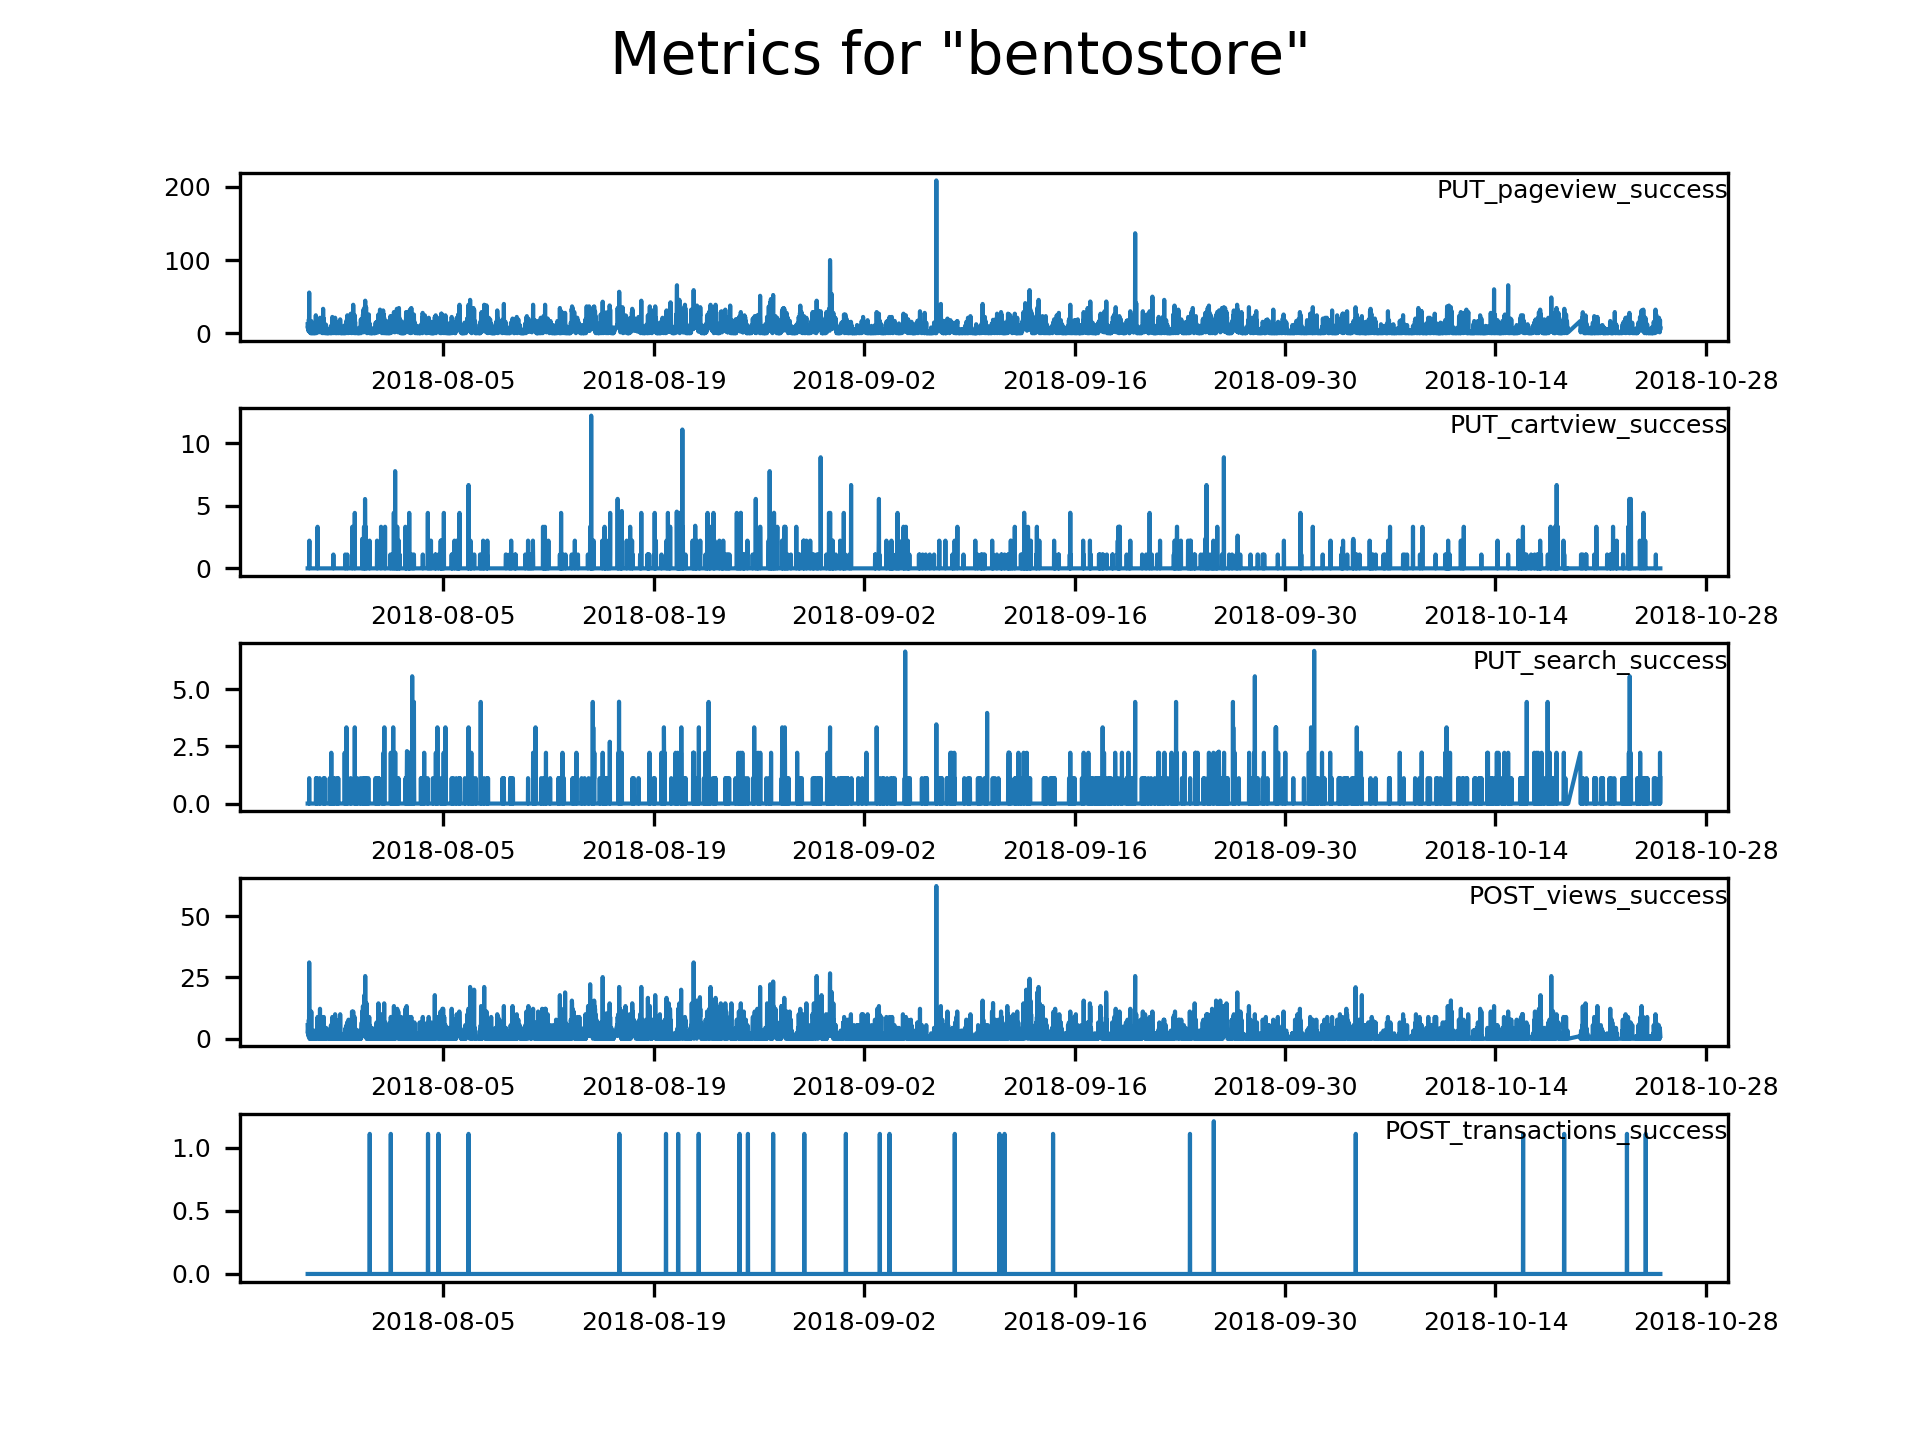 Metrics for "bentostore"
200
100
0
PUT_pageview_success
2018-08-05 2018-08-19 2018-09-02 2018-09-16 2018-09-30 2018-10-14 2018-10-28
10
5
0
PUT_cartview_success
2018-08-05 2018-08-19 2018-09-02 2018-09-16 2018-09-30 2018-10-14 2018-10-28
5.0
2.5
0.0
PUT_search_success
2018-08-05 2018-08-19 2018-09-02 2018-09-16 2018-09-30 2018-10-14 2018-10-28
50
25
0
POST_views_success
2018-08-05 2018-08-19 2018-09-02 2018-09-16 2018-09-30 2018-10-14 2018-10-28
1.0
0.5
0.0
POST_transactions_success
2018-08-05 2018-08-19 2018-09-02 2018-09-16 2018-09-30 2018-10-14 2018-10-28